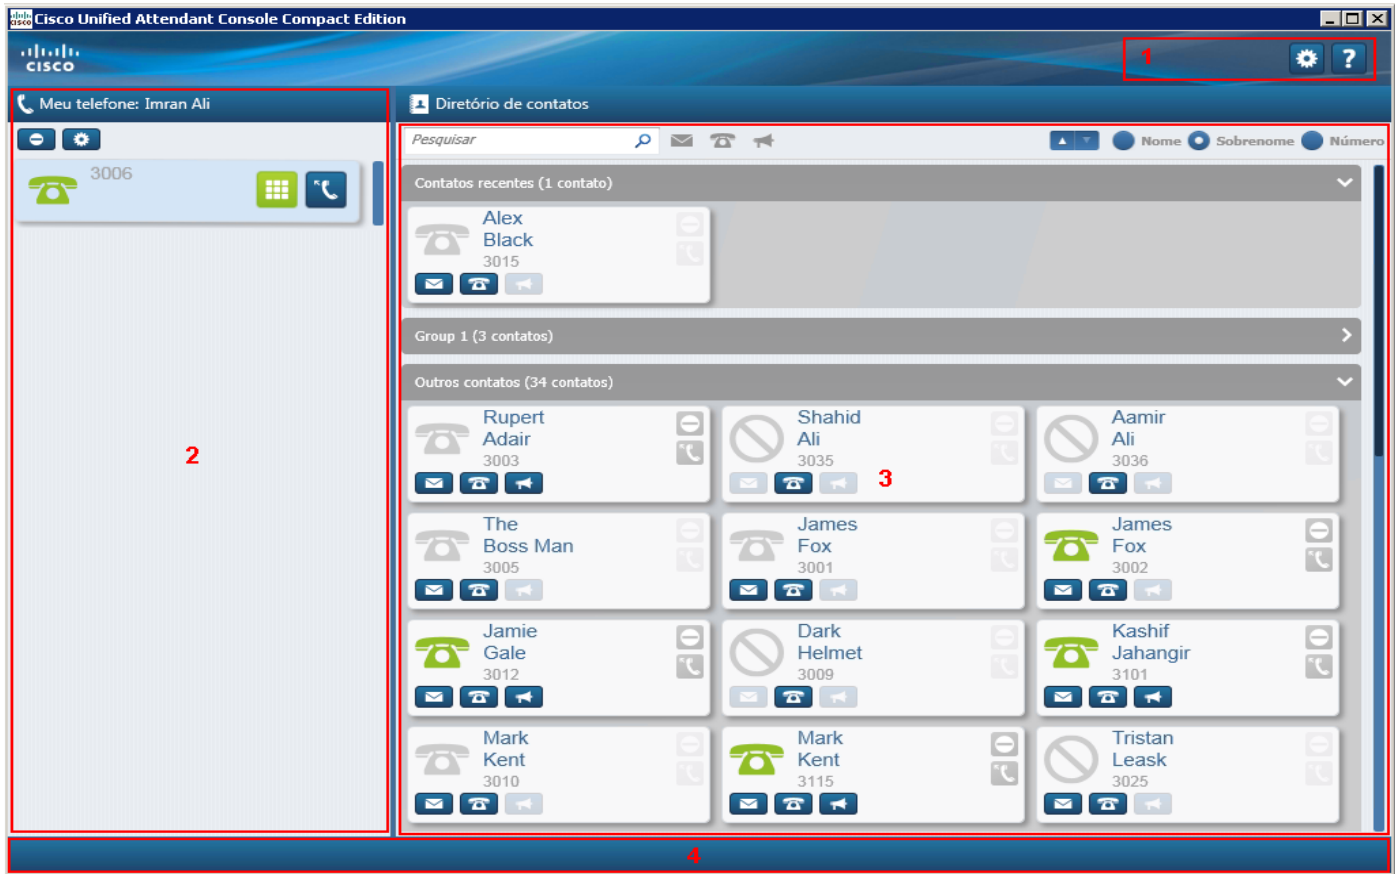 Cisco Unified Attendant Console Compact Edition
CISCO
1
?
Meu telefone: Imran Ali
Diretório de contatos
Pesquisar
Nome
Sobrenome
Número
3006
2
Contatos recentes (1 contato)
Alex
Black
3015
Group 1 (3 contatos)
Outros contatos (34 contatos)
Rupert
Adair
3003
Shahid
Ali
3035
Aamir
Ali
3036
3
The
Boss Man
3005
James
Fox
3001
James
Fox
3002
Jamie
Gale
3012
Dark
Helmet
3009
Kashif
Jahangir
3101
Mark
Kent
3010
Mark
Kent
3115
Tristan
Leask
3025
4